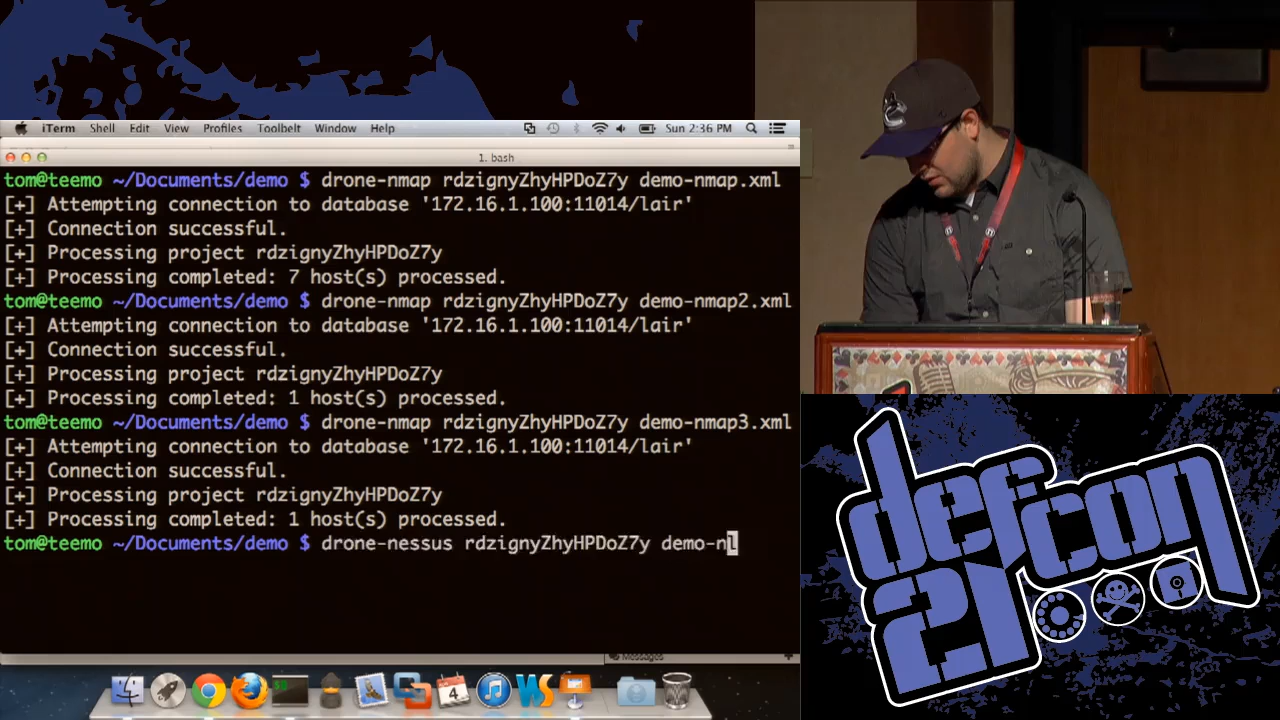 iTerm Shell Edit View Profiles Toolbelt Window Help Sun 2:36 PM
1. bash
tom@teemo ~/Documents/demo $ drone-nmap rdzignyZhyHPDoZ7y demo-nmap.xml
[+] Attempting connection to database '172.16.1.100:11014/lair'
[+] Connection successful.
[+] Processing project rdzignyZhyHPDoZ7y
[+] Processing completed: 7 host(s) processed.
tom@teemo ~/Documents/demo $ drone-nmap rdzignyZhyHPDoZ7y demo-nmap2.xml
[+] Attempting connection to database '172.16.1.100:11014/lair'
[+] Connection successful.
[+] Processing project rdzignyZhyHPDoZ7y
[+] Processing completed: 1 host(s) processed.
tom@teemo ~/Documents/demo $ drone-nmap rdzignyZhyHPDoZ7y demo-nmap3.xml
[+] Attempting connection to database '172.16.1.100:11014/lair'
[+] Connection successful.
[+] Processing project rdzignyZhyHPDoZ7y
[+] Processing completed: 1 host(s) processed.
tom@teemo ~/Documents/demo $ drone-nessus rdzignyZhyHPDoZ7y demo-nl
Messages
4
WS
defcon
21